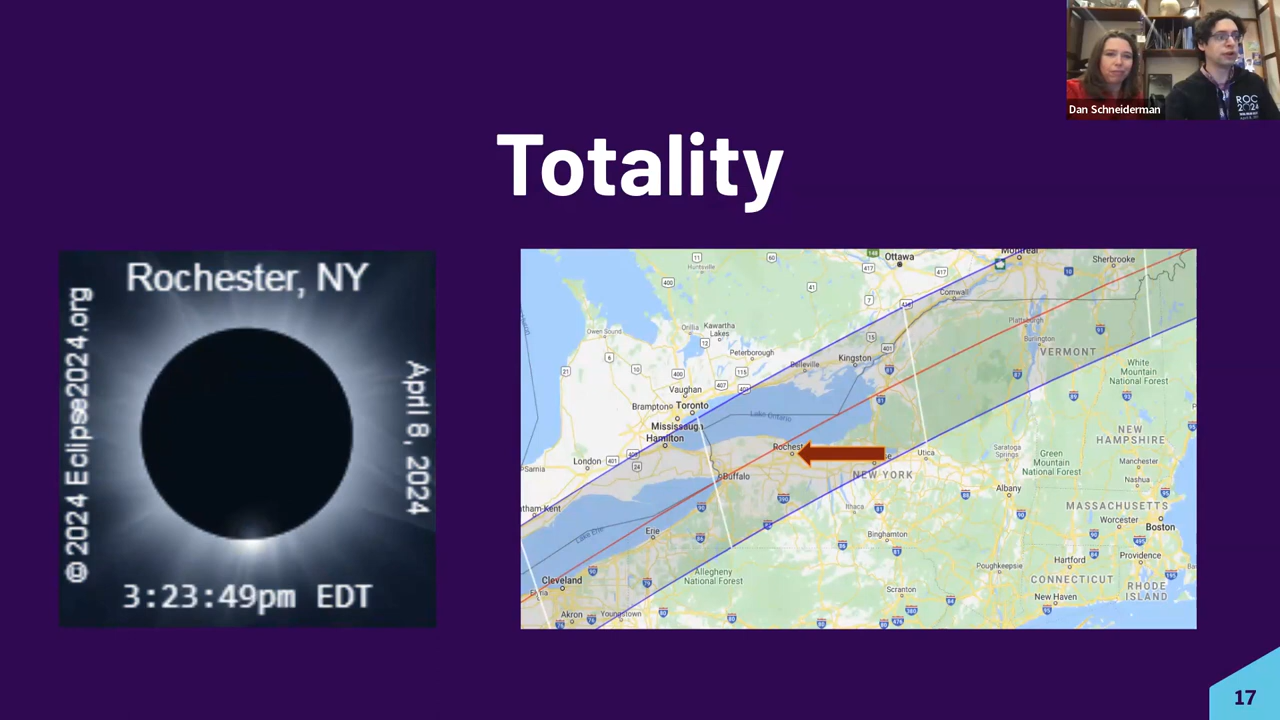 Dan Schneiderman
ROC
Totality
Rochester, NY
© 2024 Eclipse2024.org
April 8, 2024
3:23:49pm EDT
Ottawa
Montreal
Sherbrooke
Huntsville
Cornwall
Owen Sound
Orillia
Kawartha
Lakes
Plattsburgh
Peterborough
Belleville
Kingston
Burlington
VERMONT
White
Mountain
National Forest
Vaughan
Brampton
Toronto
Mississaug
Hamilton
Lake Ontario
Rochest
London
Sarnia
Buffalo
Utica
NEW YORK
Saratoga
Springs
Green
Mountain
National Forest
NEW
HAMPSHIRE
Manchester
Nashua
Albany
MASSACHUSETTS
Worcester
Boston
Ithaca
Binghamton
Erie
Lake Erie
Cleveland
Allegheny
National Forest
Scranton
Poughkeepsie
Hartford
Providence
CONNECTICUT
New Haven
RHODE
ISLAND
Akron
Youngstown
17